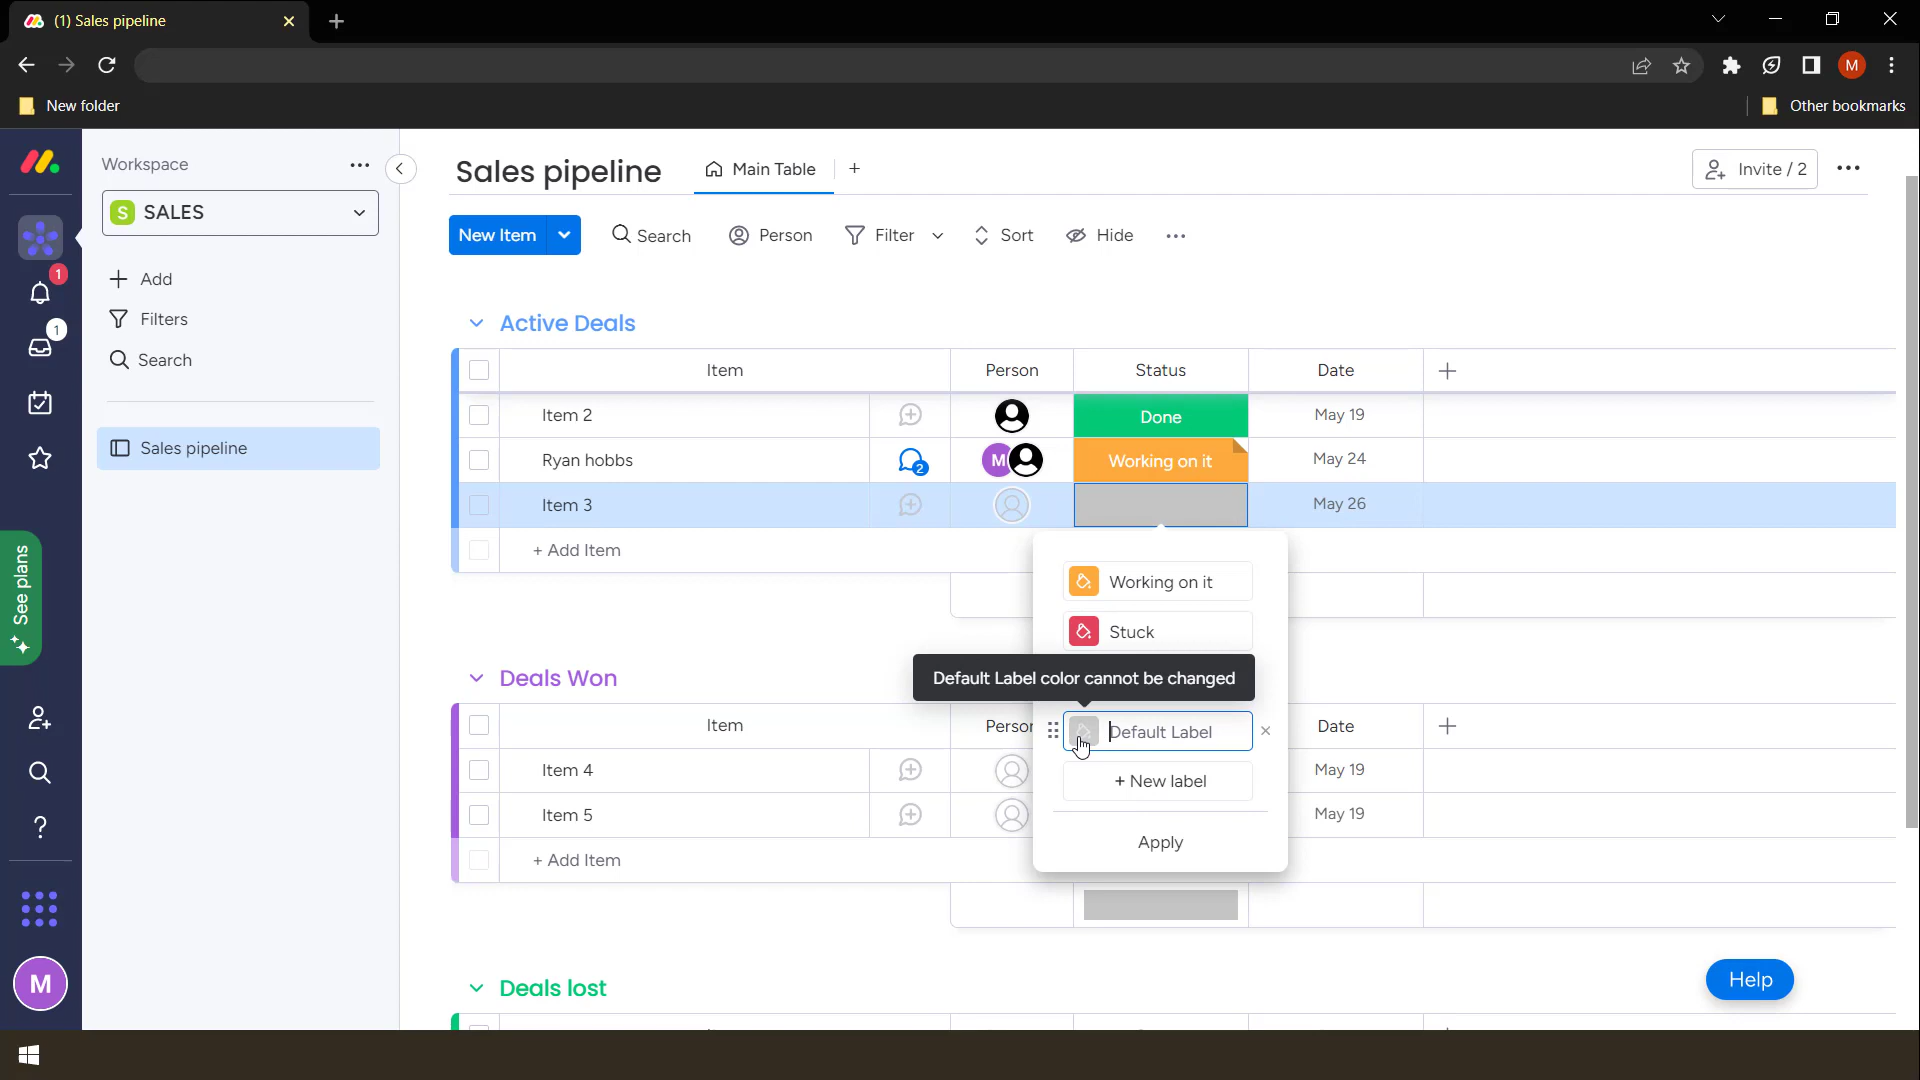 (1) Sales pipeline
M
New folder
Other bookmarks
Workspace
S SALES
Add
Filters
Search
Sales pipeline
1
1
See plans
M
Sales pipeline
Main Table
Invite / 2
New Item
Search
Person
Filter
Sort
Hide
Active Deals
Item Person Status Date
Item 2 Done May 19
Ryan hobbs 2 M Working on it May 24
Item 3 May 26
+ Add Item
Working on it
Stuck
Default Label color cannot be changed
Default Label
+ New label
Apply
Deals Won
Item Person Date
Item 4 May 19
Item 5 May 19
+ Add Item
Deals lost
Help